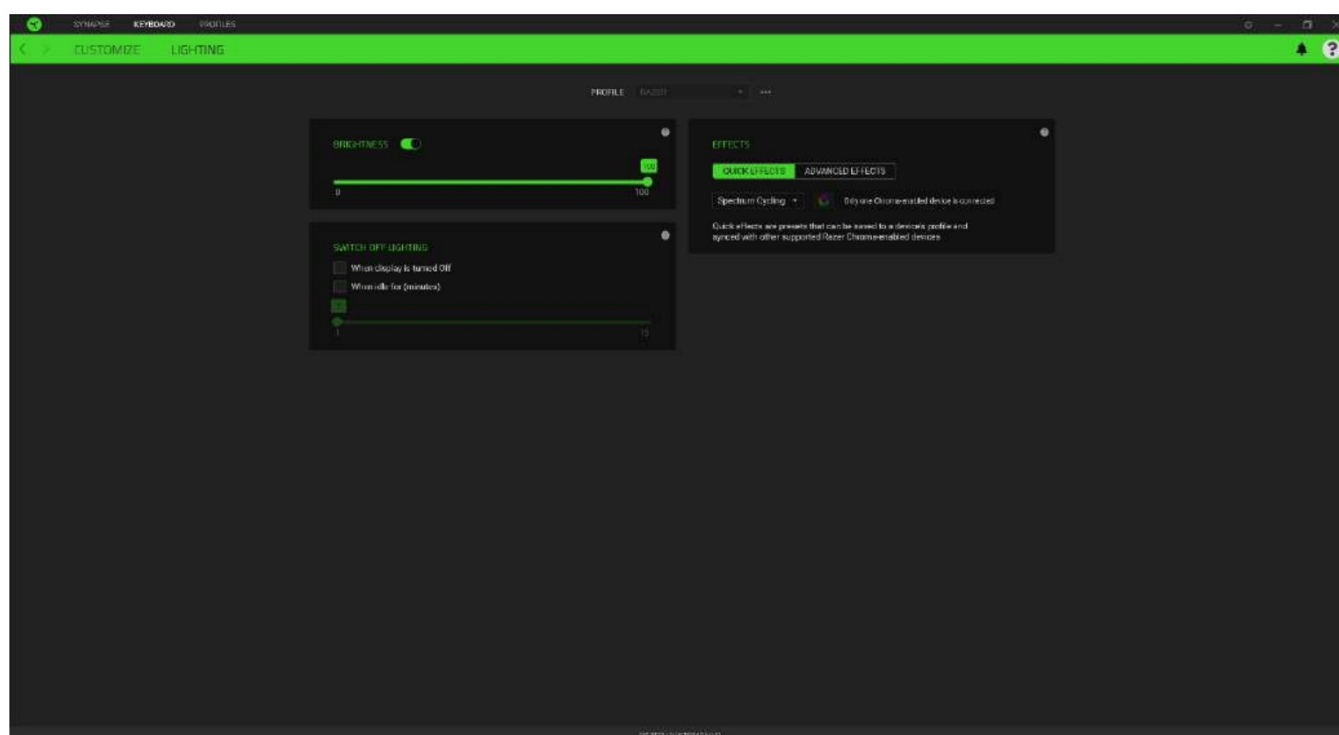 SYNAPSE KEYBOARD PROFILES
CUSTOMIZE LIGHTING
PROFILE
BRIGHTNESS
100
0 100
SWITCH OFF LIGHTING
When display is turned Off
When idle for (minutes)
1 15
EFFECTS
QUICK EFFECTS ADVANCED EFFECTS
Spectrum Cycling Only one Chroma-enabled device is connected
Quick effects are presets that can be saved to a device's profile and
synced with other supported Razer Chroma-enabled devices